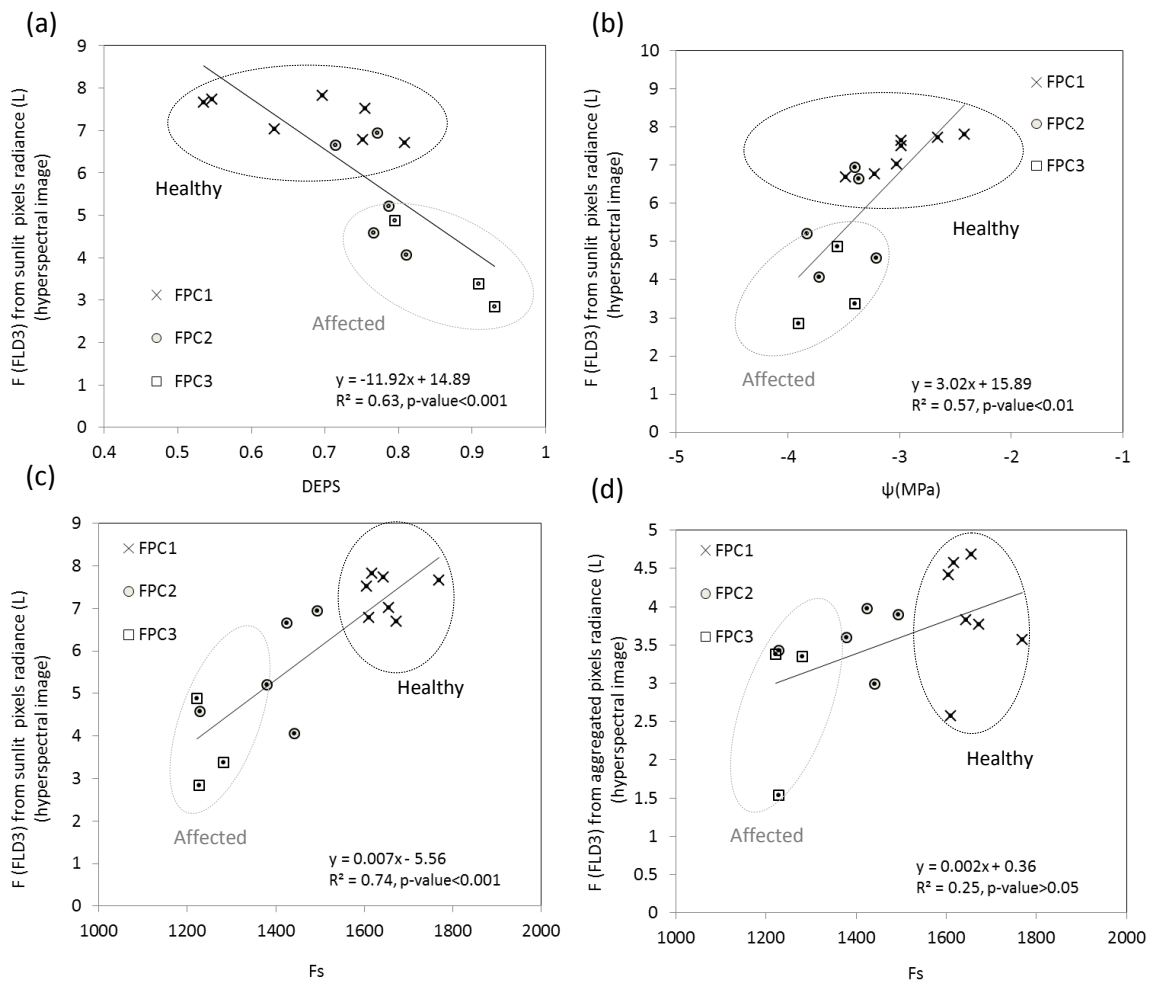 (a)
F (FLD3) from sunlit pixels radiance (L)
(hyperspectral image)
9
8
7
6
5
4
3
2
1
0
0.4 0.5 0.6 0.7 0.8 0.9 1
DEPS
Healthy
Affected
FPC1
FPC2
FPC3
y = -11.92x + 14.89
R² = 0.63, p-value<0.001
(b)
F (FLD3) from sunlit pixels radiance (L)
(hyperspectral image)
10
9
8
7
6
5
4
3
2
1
0
-5 -4 -3 -2 -1
ψ(MPa)
FPC1
FPC2
FPC3
Healthy
Affected
y = 3.02x + 15.89
R² = 0.57, p-value<0.01
(c)
F (FLD3) from sunlit pixels radiance (L)
(hyperspectral image)
9
8
7
6
5
4
3
2
1
0
1000 1200 1400 1600 1800 2000
Fs
FPC1
FPC2
FPC3
Healthy
Affected
y = 0.007x - 5.56
R² = 0.74, p-value<0.001
(d)
F (FLD3) from aggregated pixels radiance (L)
(hyperspectral image)
5
4.5
4
3.5
3
2.5
2
1.5
1
0.5
0
1000 1200 1400 1600 1800 2000
Fs
FPC1
FPC2
FPC3
Healthy
Affected
y = 0.002x + 0.36
R² = 0.25, p-value>0.05